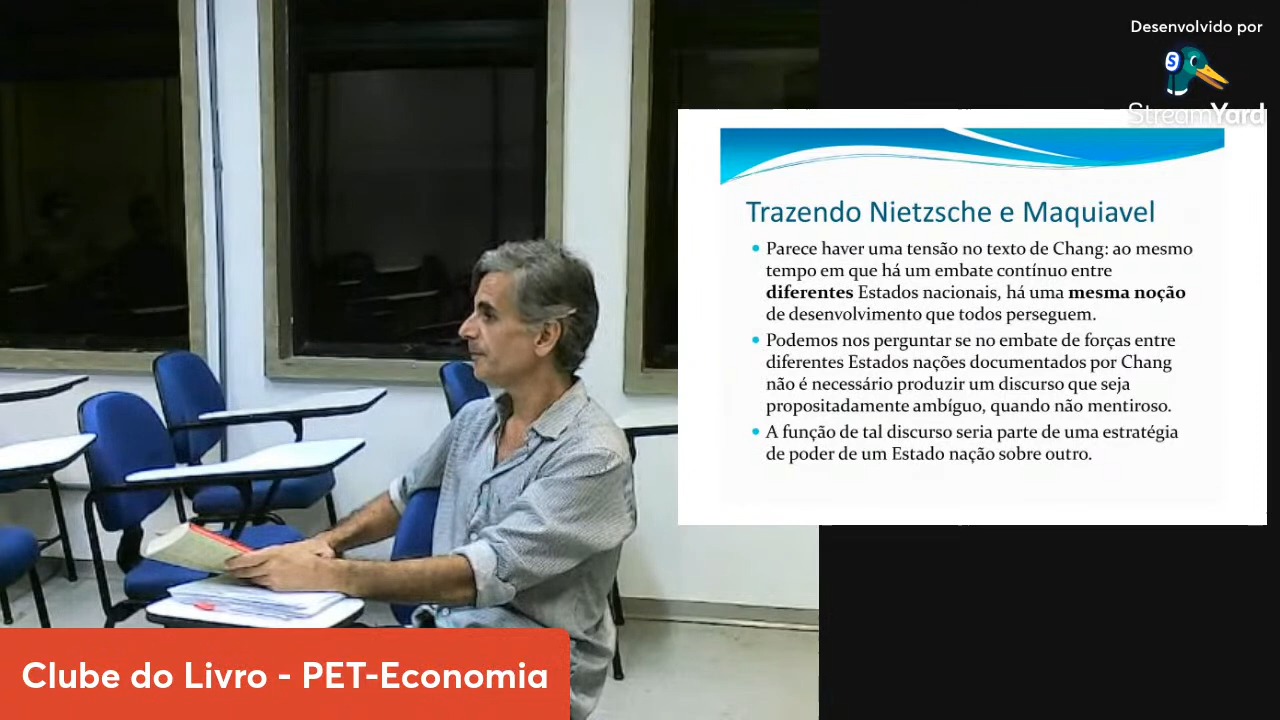 Desenvolvido por
StreamYard
Trazendo Nietzsche e Maquiavel
• Parece haver uma tensão no texto de Chang: ao mesmo
tempo em que há um embate contínuo entre
diferentes Estados nacionais, há uma mesma noção
de desenvolvimento que todos perseguem.
• Podemos nos perguntar se no embate de forças entre
diferentes Estados nações documentados por Chang
não é necessário produzir um discurso que seja
propositadamente ambíguo, quando não mentiroso.
• A função de tal discurso seria parte de uma estratégia
de poder de um Estado nação sobre outro.
Clube do Livro - PET-Economia